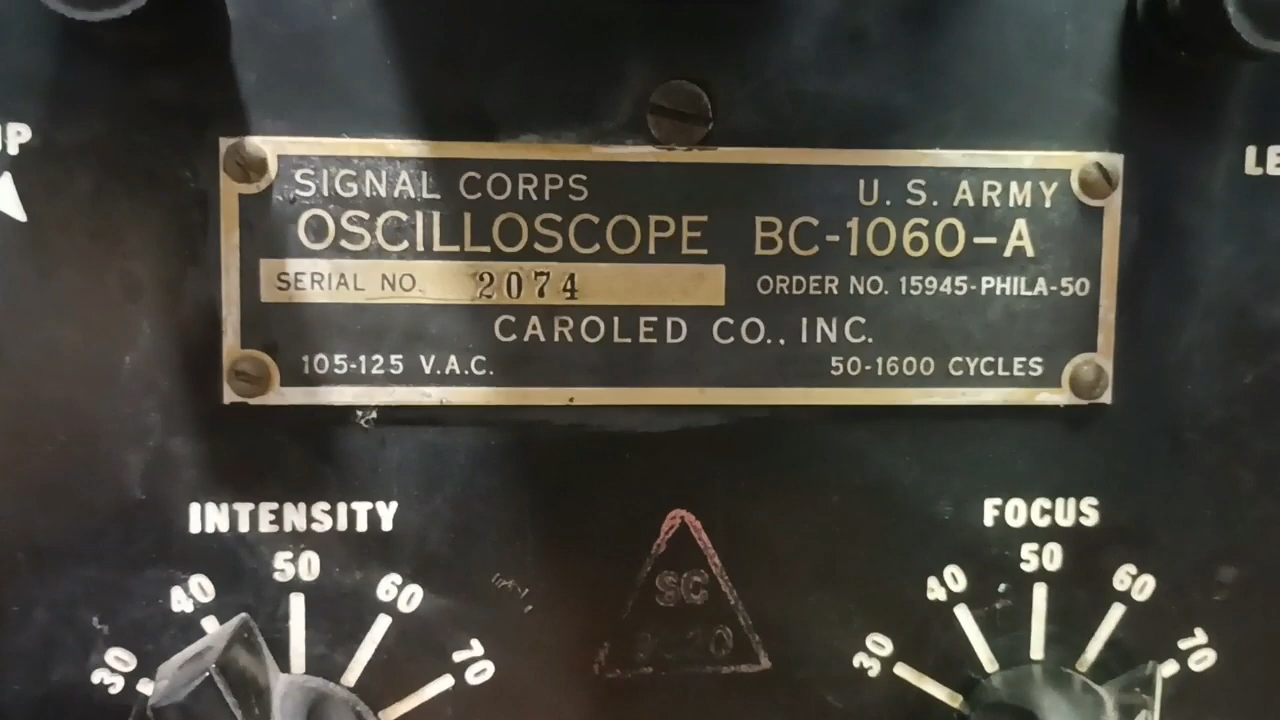 SIGNAL CORPS U. S. ARMY
OSCILLOSCOPE BC-1060-A
SERIAL NO. 2074 ORDER NO. 15945-PHILA-50
CAROLED CO., INC.
105-125 V.A.C. 50-1600 CYCLES
INTENSITY
30 40 50 60 70
SC
FOCUS
30 40 50 60 70